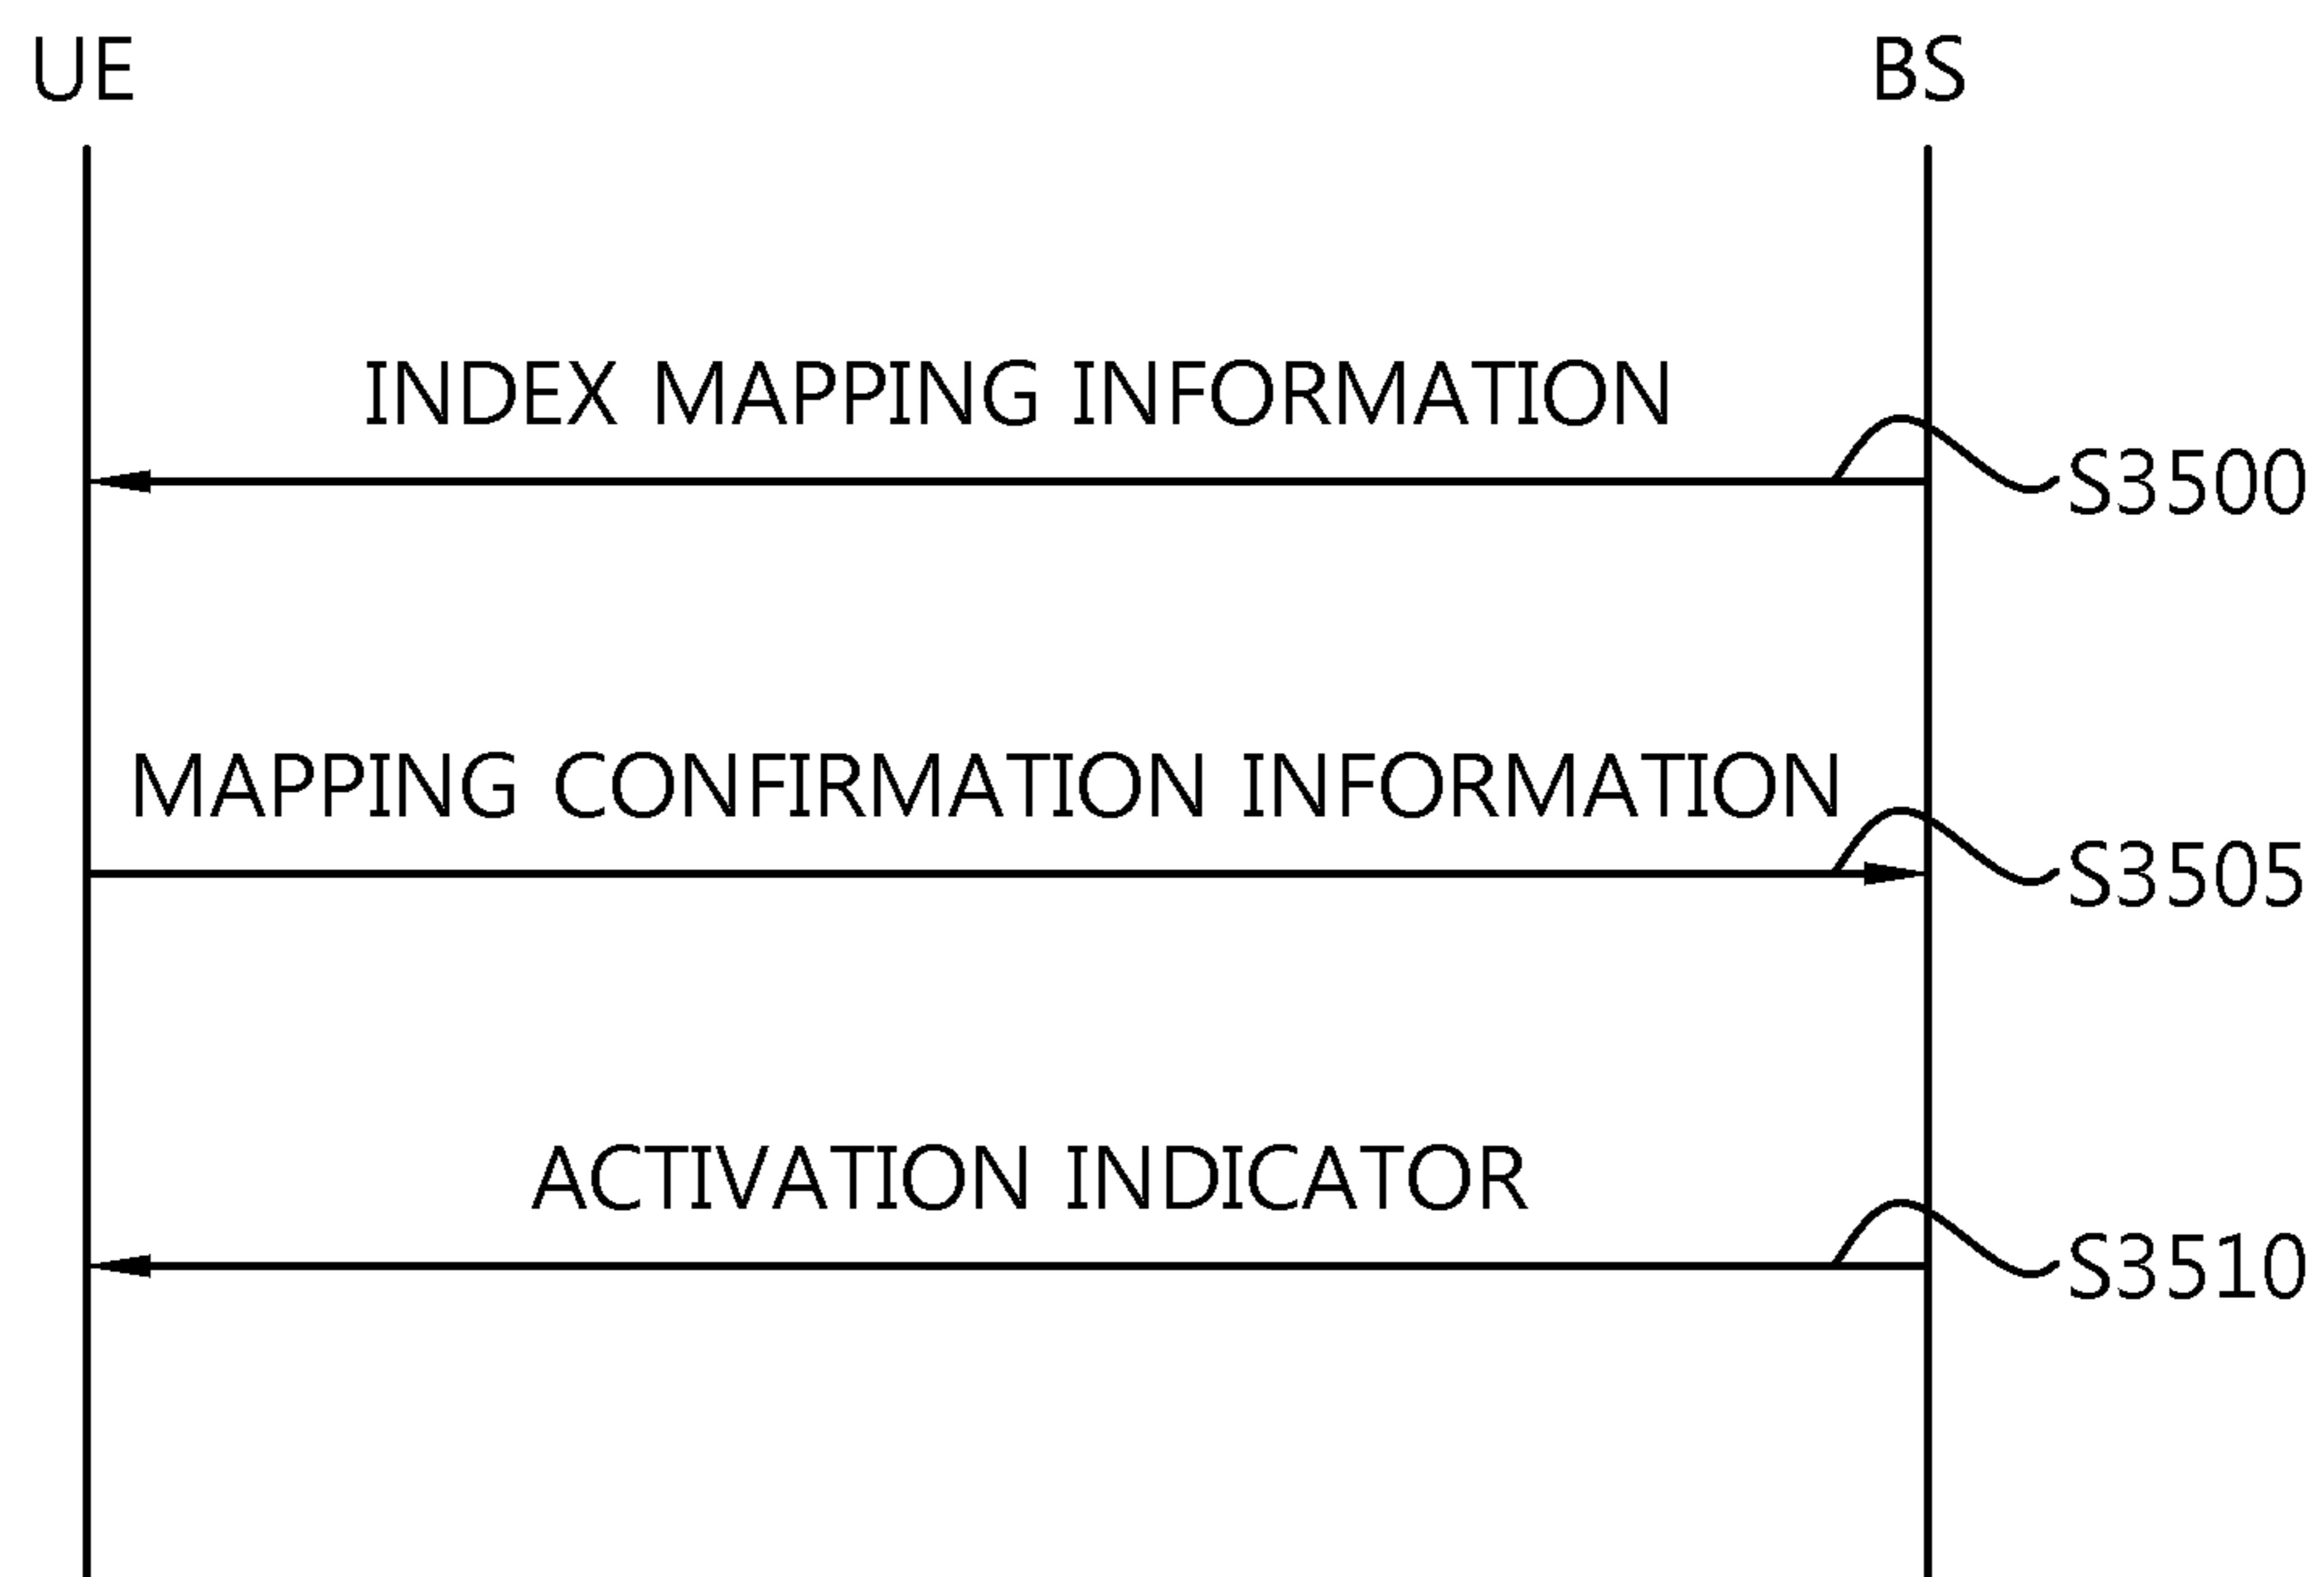 UE BS
INDEX MAPPING INFORMATION
S3500
MAPPING CONFIRMATION INFORMATION
S3505
ACTIVATION INDICATOR
S3510